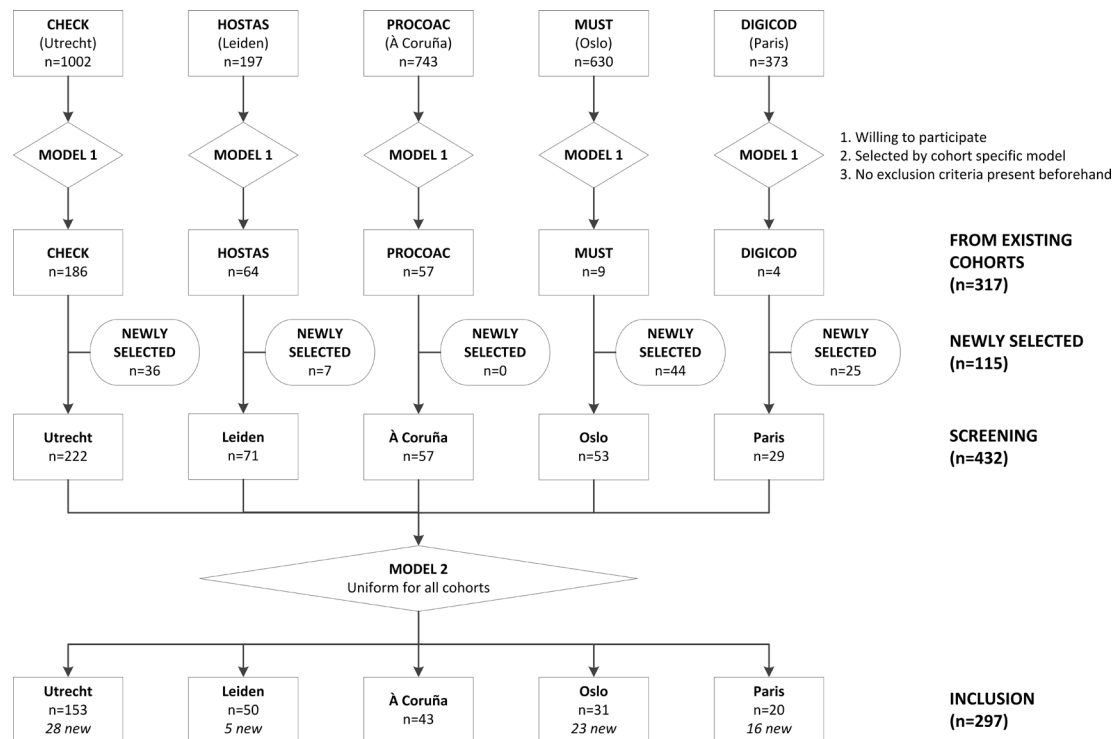 CHECK
(Utrecht)
n=1002
HOSTAS
(Leiden)
n=197
PROCOAC
(À Coruña)
n=743
MUST
(Oslo)
n=630
DIGICOD
(Paris)
n=373
MODEL 1
MODEL 1
MODEL 1
MODEL 1
MODEL 1
1. Willing to participate
2. Selected by cohort specific model
3. No exclusion criteria present beforehand
CHECK
n=186
HOSTAS
n=64
PROCOAC
n=57
MUST
n=9
DIGICOD
n=4
FROM EXISTING
COHORTS
(n=317)
NEWLY
SELECTED
n=36
NEWLY
SELECTED
n=7
NEWLY
SELECTED
n=0
NEWLY
SELECTED
n=44
NEWLY
SELECTED
n=25
NEWLY SELECTED
(n=115)
Utrecht
n=222
Leiden
n=71
À Coruña
n=57
Oslo
n=53
Paris
n=29
SCREENING
(n=432)
MODEL 2
Uniform for all cohorts
Utrecht
n=153
28 new
Leiden
n=50
5 new
À Coruña
n=43
Oslo
n=31
23 new
Paris
n=20
16 new
INCLUSION
(n=297)